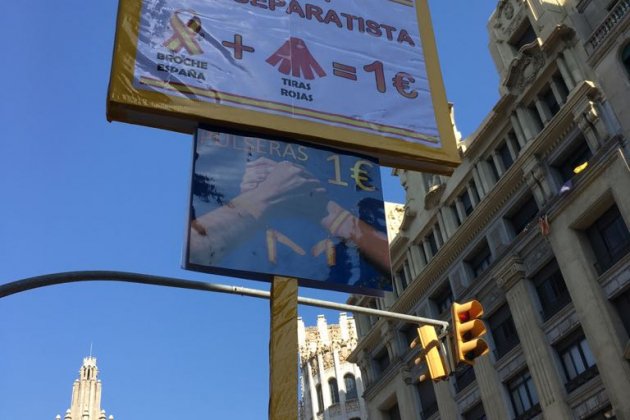 SEPARATISTA
BROCHE
ESPAÑA
+
TIRAS
ROJAS
= 1€
PULSERAS 1€